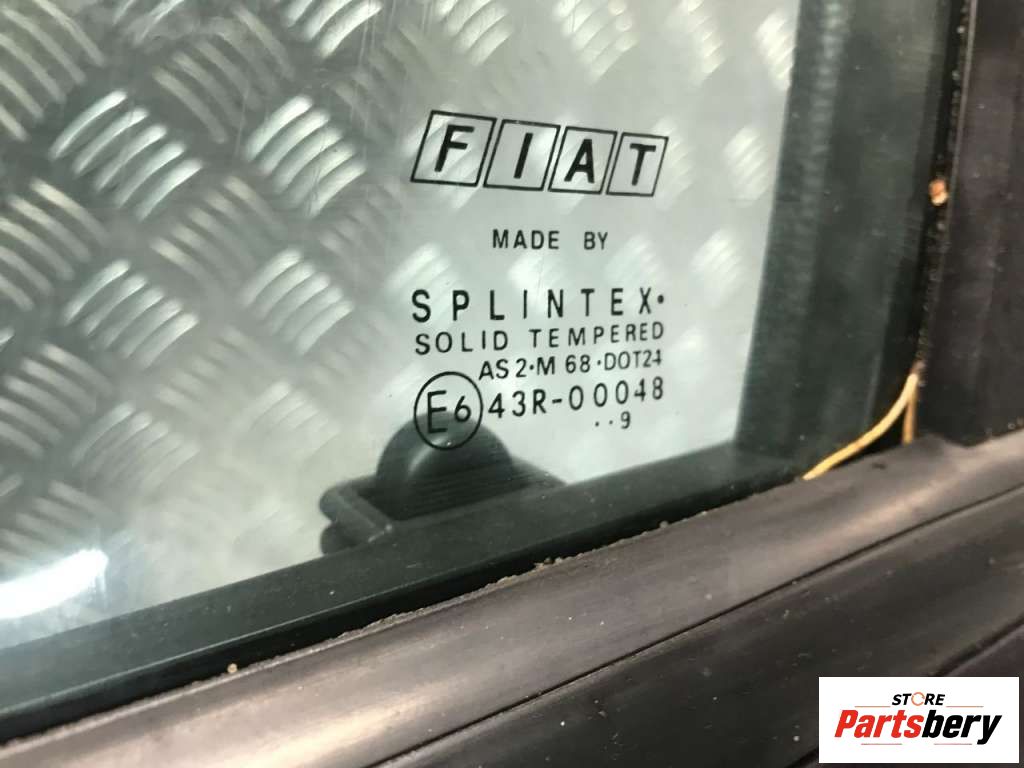 FIAT
MADE BY
SPLINTEX•
SOLID TEMPERED
AS2•M 68•DOT24
E6 43R-00048
..9
STORE
Partsbery